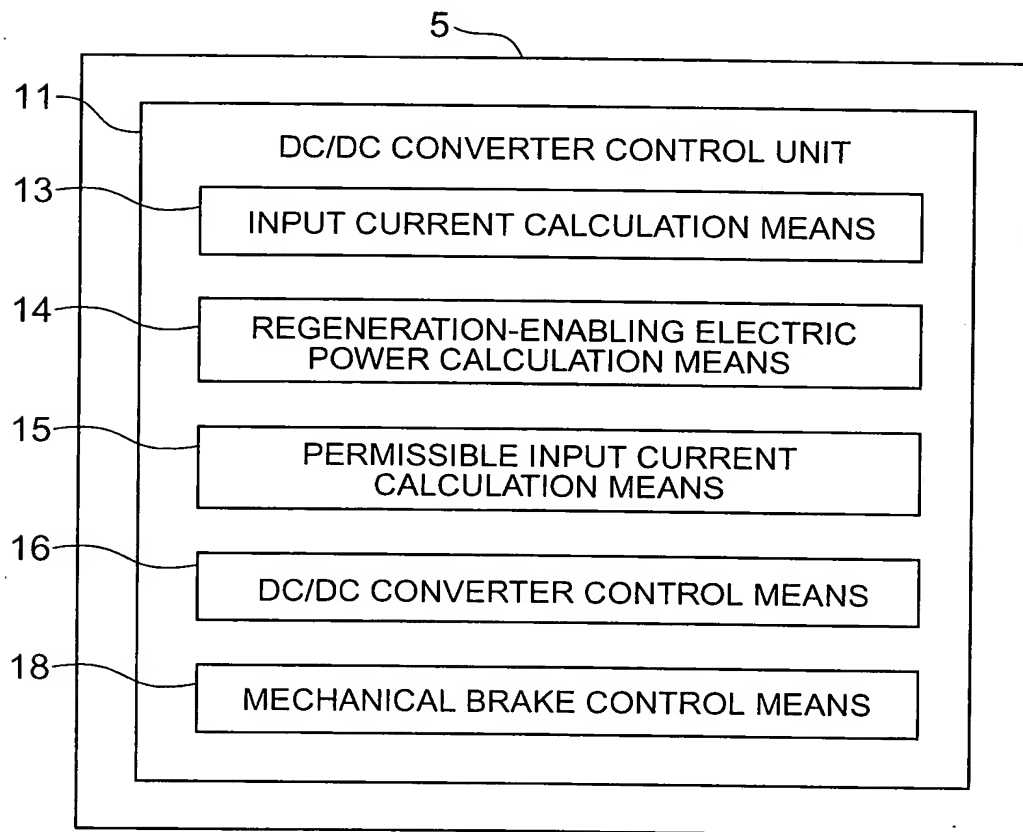 5
11
DC/DC CONVERTER CONTROL UNIT
13
INPUT CURRENT CALCULATION MEANS
14
REGENERATION-ENABLING ELECTRIC
POWER CALCULATION MEANS
15
PERMISSIBLE INPUT CURRENT
CALCULATION MEANS
16
DC/DC CONVERTER CONTROL MEANS
18
MECHANICAL BRAKE CONTROL MEANS